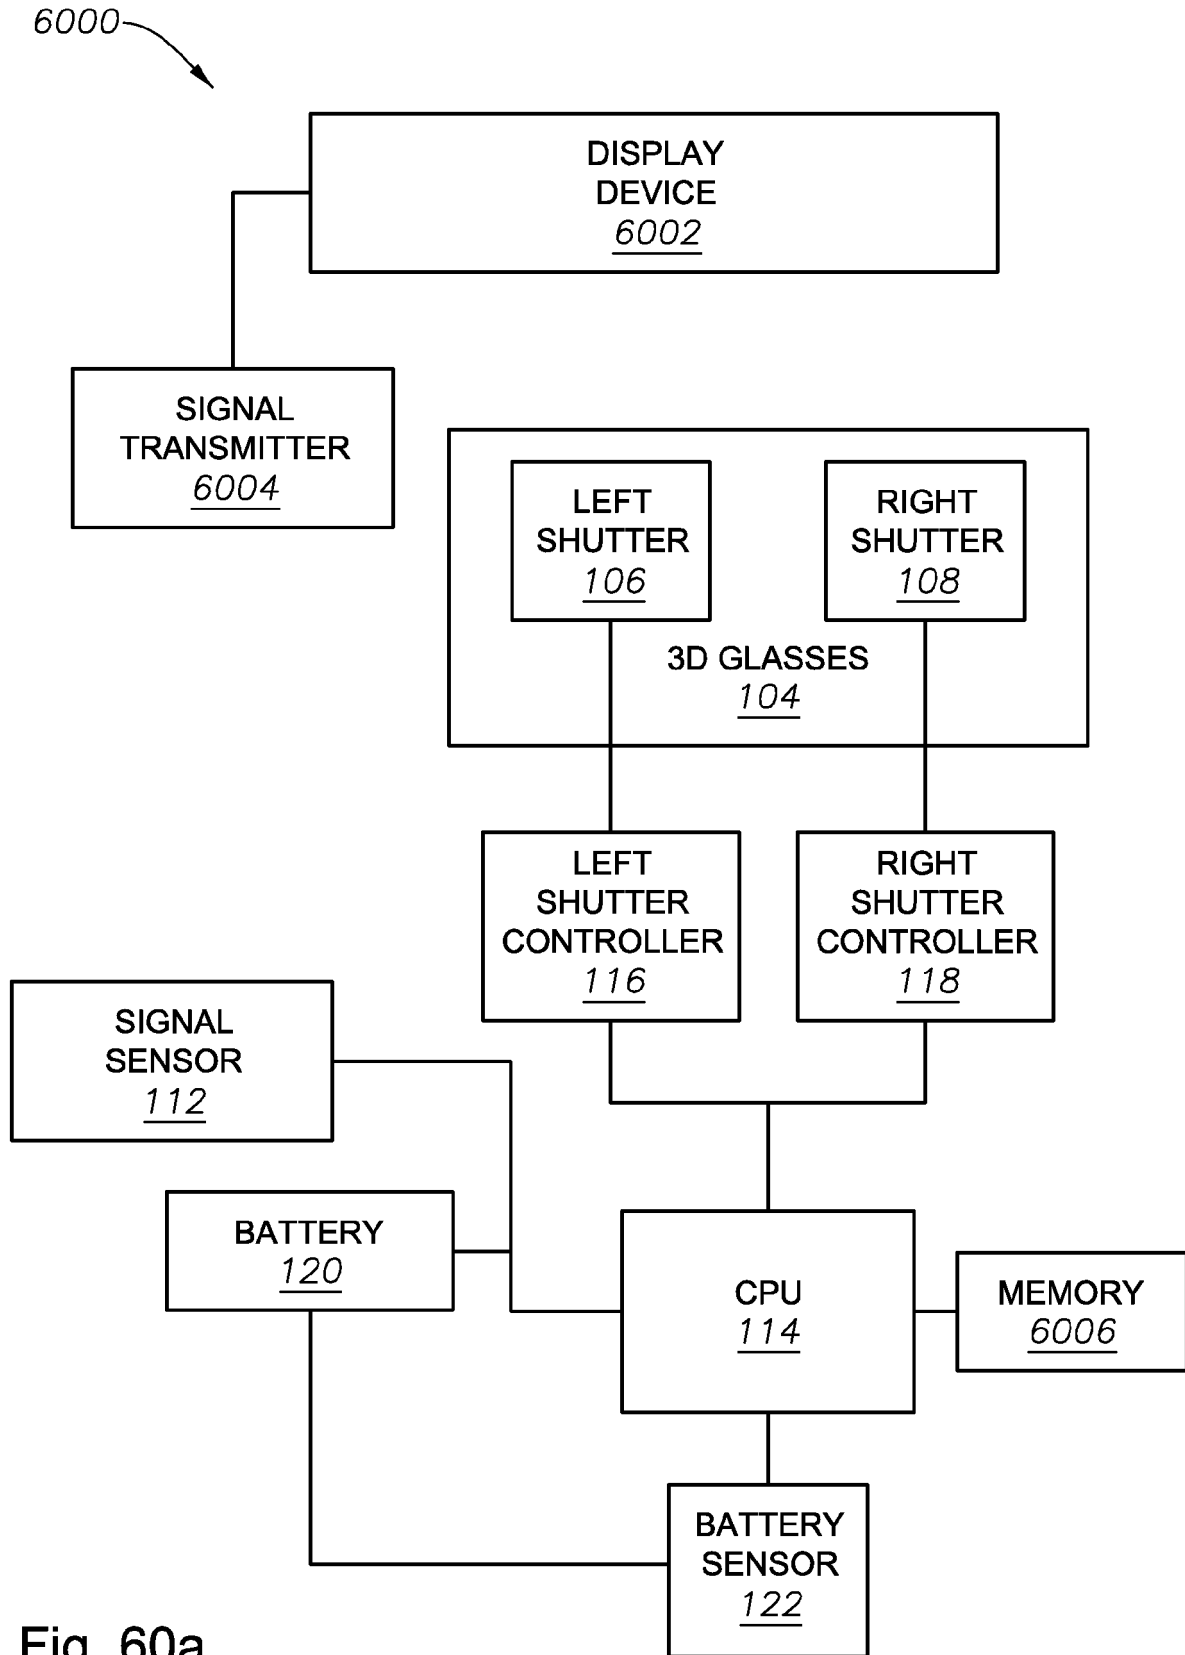 6000
DISPLAY
DEVICE
6002
SIGNAL
TRANSMITTER
6004
LEFT
SHUTTER
106
RIGHT
SHUTTER
108
3D GLASSES
104
LEFT
SHUTTER
CONTROLLER
116
RIGHT
SHUTTER
CONTROLLER
118
SIGNAL
SENSOR
112
BATTERY
120
CPU
114
MEMORY
6006
BATTERY
SENSOR
122
Fig. 60a